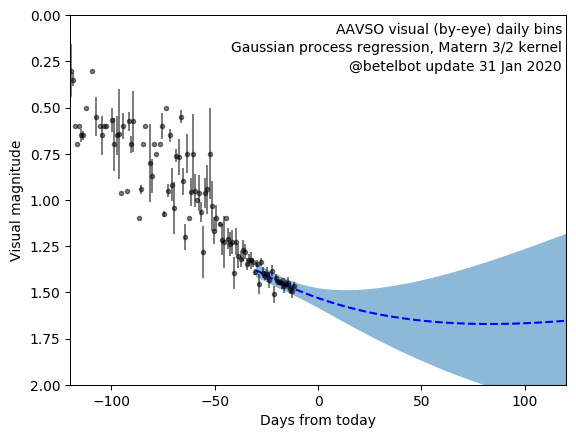 AAVSO visual (by-eye) daily bins
Gaussian process regression, Matern 3/2 kernel
@betelbot update 31 Jan 2020
0.00
0.25
0.50
0.75
1.00
1.25
1.50
1.75
2.00
Visual magnitude
−100
−50
0
50
100
Days from today